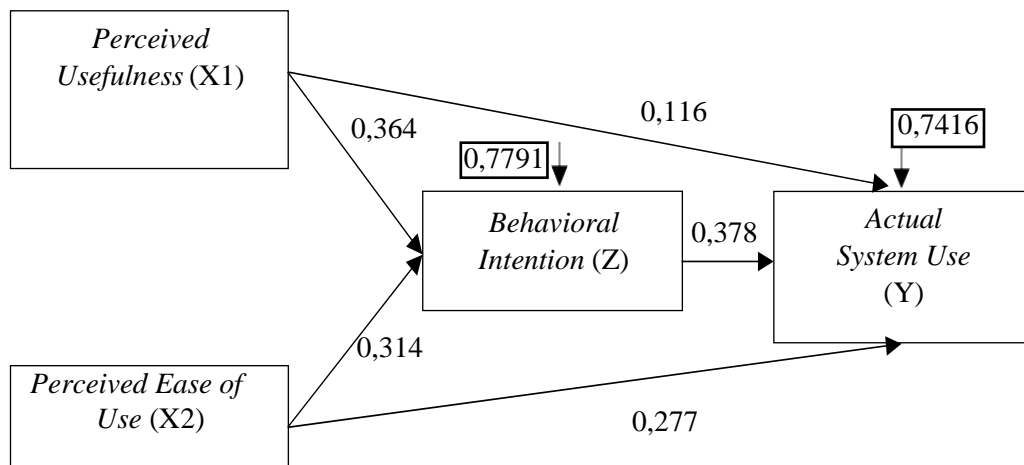 Perceived
Usefulness (X1)
0,116
0,7416
0,364
0,7791
Behavioral
Intention (Z)
0,378
Actual
System Use
(Y)
0,314
Perceived Ease of
Use (X2)
0,277